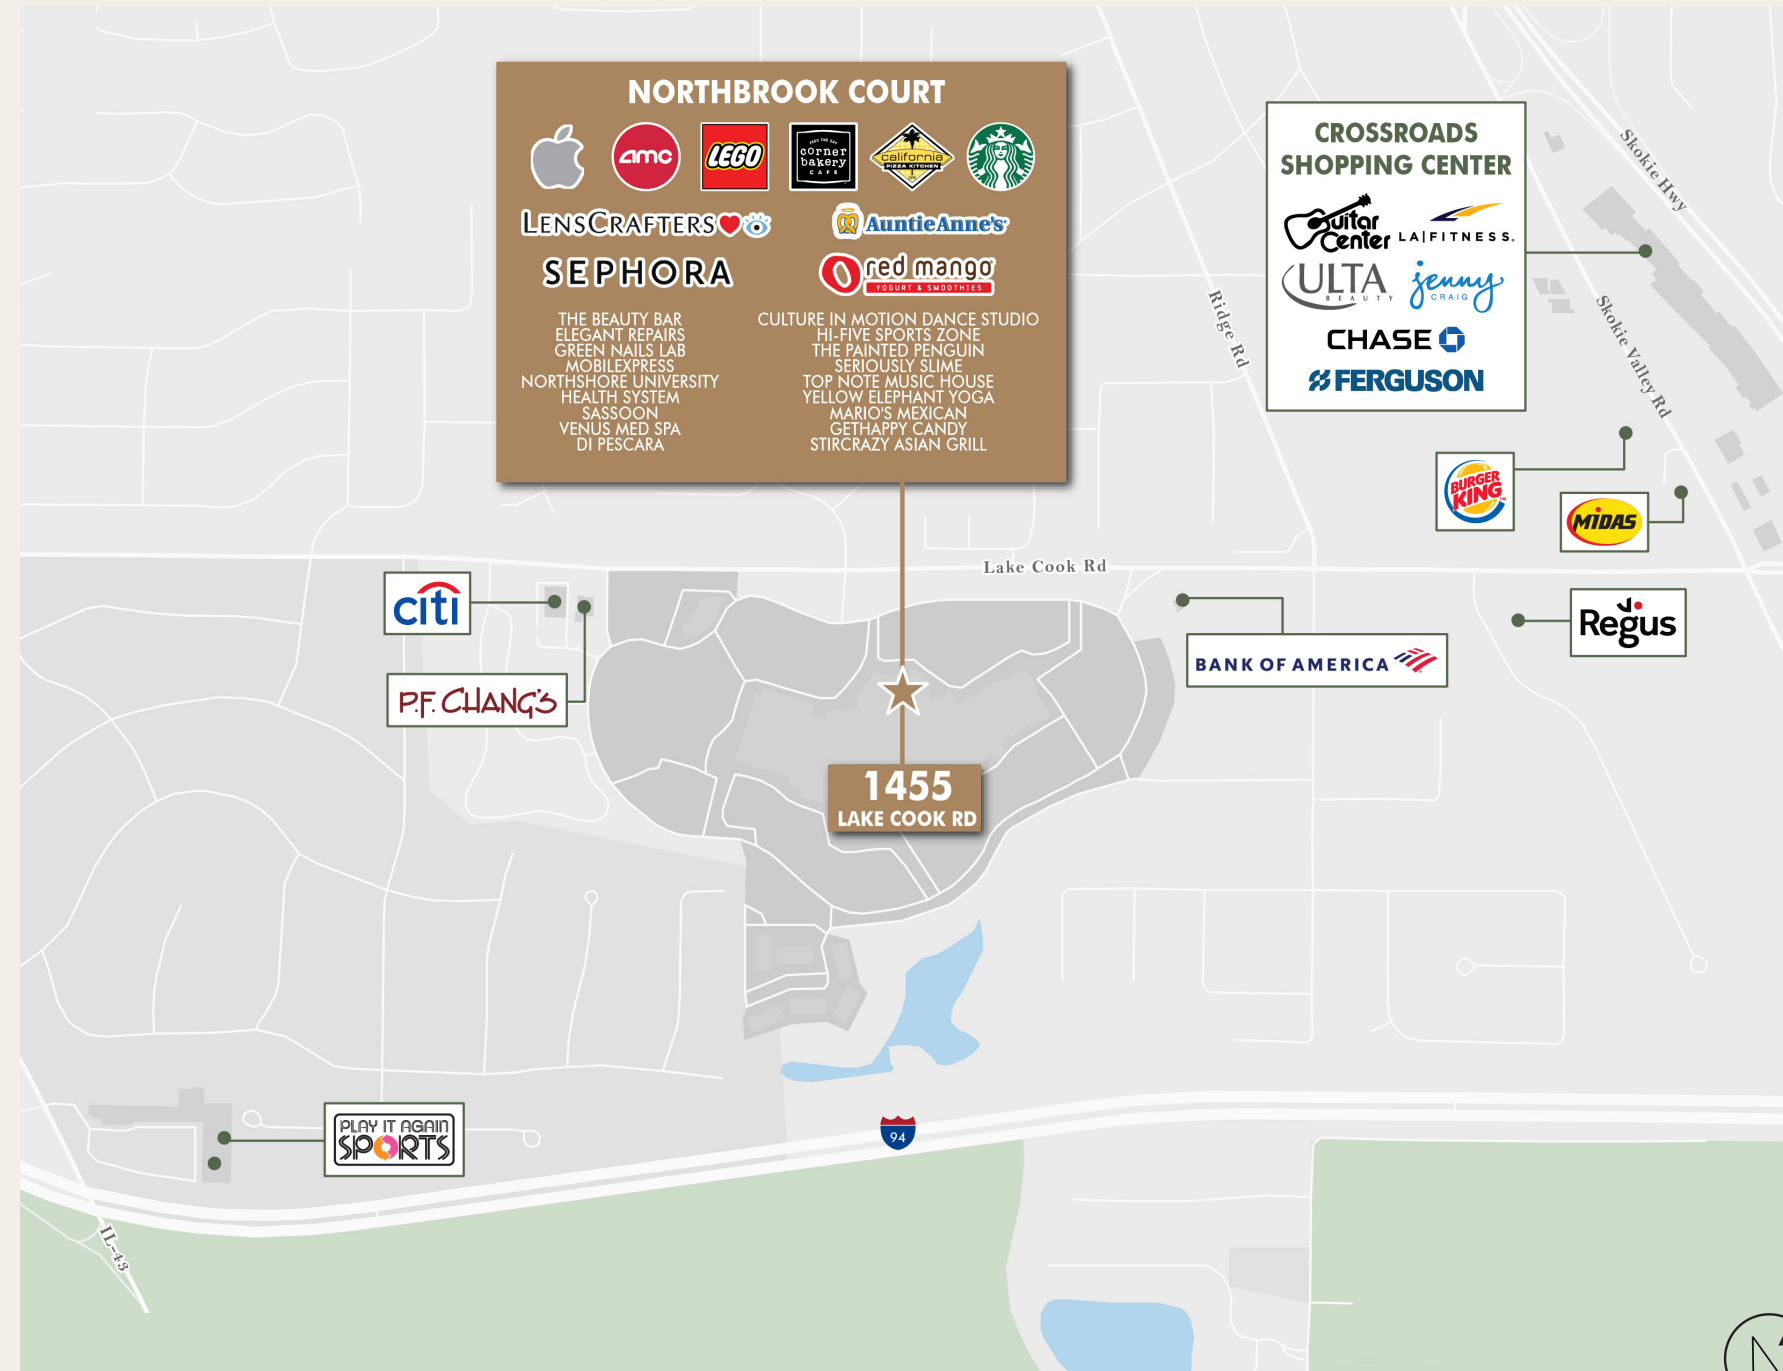 NORTHBROOK COURT
amc
LEGO
FEED THE DAY
corner
bakery
CAFE
california
PIZZA KITCHEN
LENSCRAFTERS
AuntieAnne's
SEPHORA
red mango
YOGURT & SMOOTHIES
THE BEAUTY BAR
ELEGANT REPAIRS
GREEN NAILS LAB
MOBILEXPRESS
NORTHSHORE UNIVERSITY
HEALTH SYSTEM
SASSOON
VENUS MED SPA
DI PESCARA
CULTURE IN MOTION DANCE STUDIO
HI-FIVE SPORTS ZONE
THE PAINTED PENGUIN
SERIOUSLY SLIME
TOP NOTE MUSIC HOUSE
YELLOW ELEPHANT YOGA
MARIO'S MEXICAN
GETHAPPY CANDY
STIRCRAZY ASIAN GRILL
CROSSROADS
SHOPPING CENTER
Guitar
Center
LA|FITNESS.
ULTA
BEAUTY
jenny
CRAIG
CHASE
FERGUSON
Skokie Hwy
Skokie Valley Rd
Ridge Rd
BURGER
KING™
MIDAS
Lake Cook Rd
citi
P.F. CHANG'S
BANK OF AMERICA
Regus
1455
LAKE COOK RD
PLAY IT AGAIN
SPORTS
94
IL-43
N